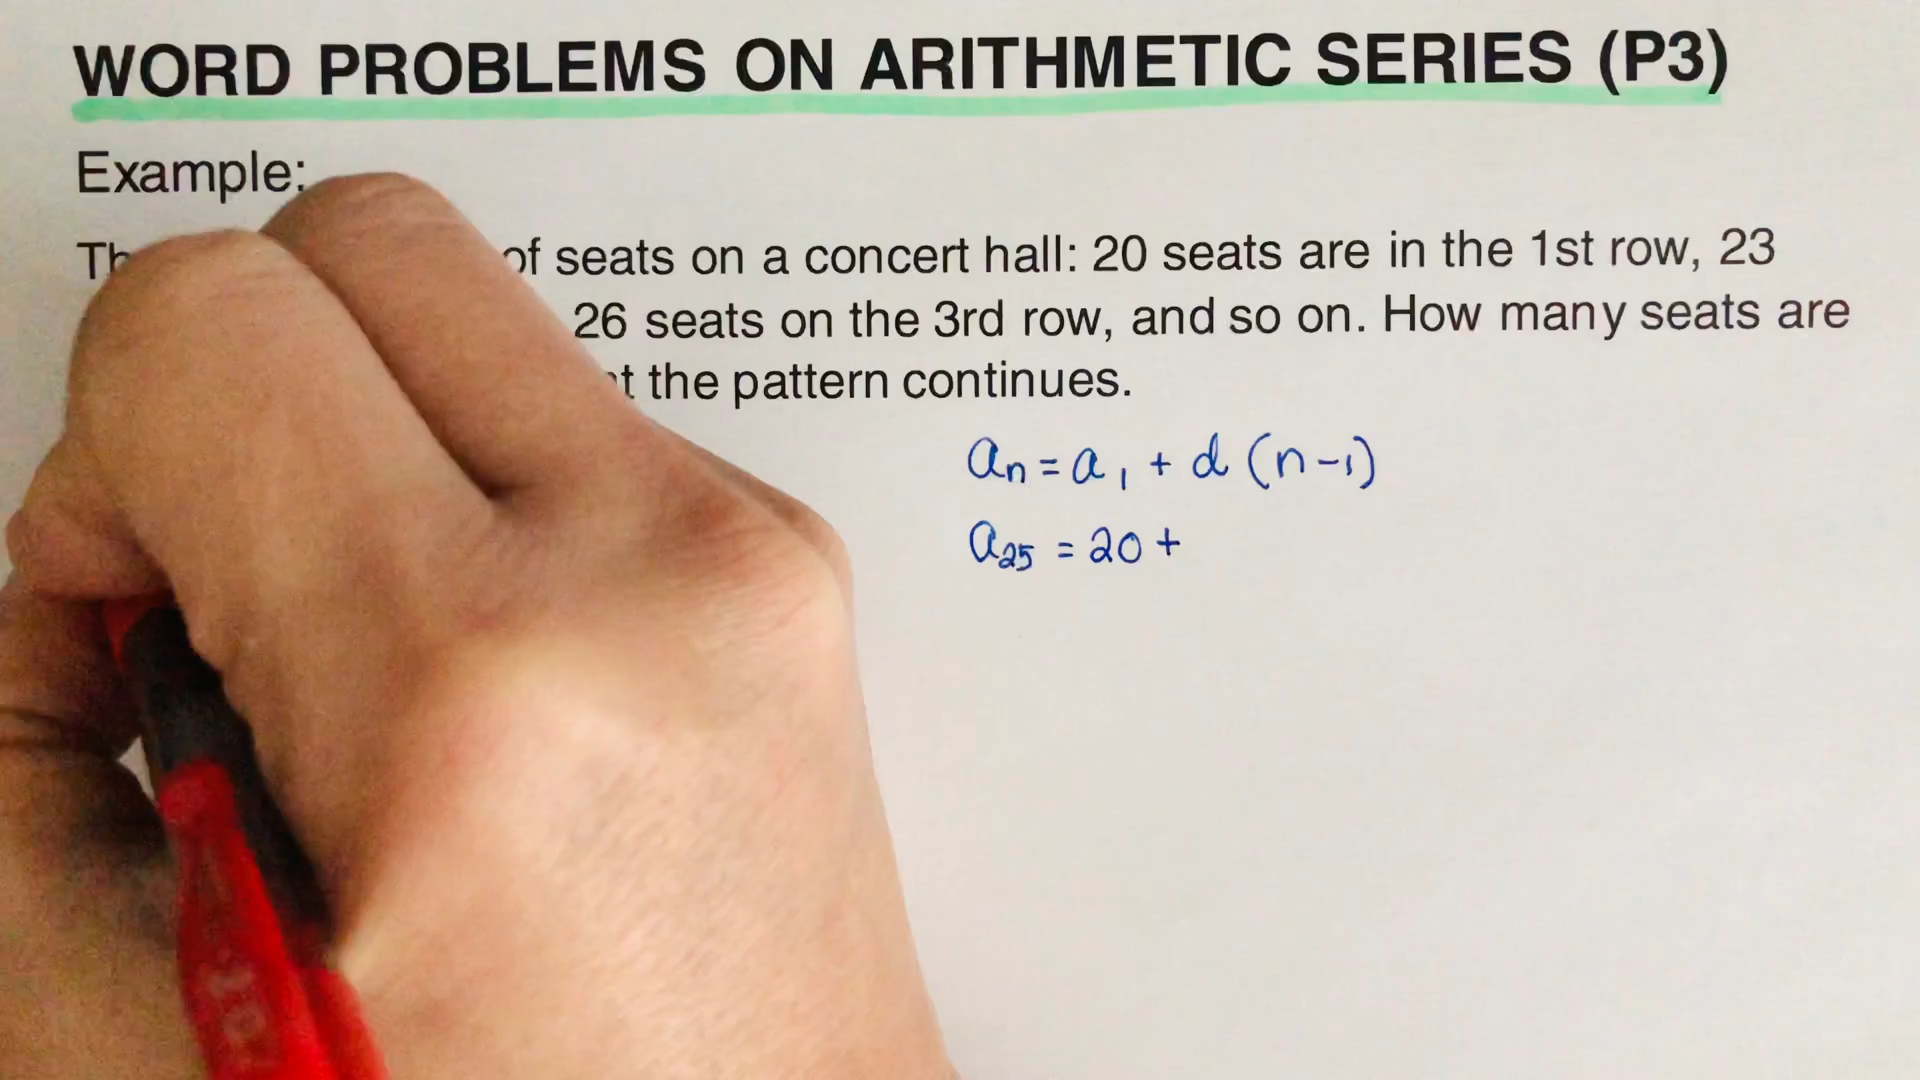 WORD PROBLEMS ON ARITHMETIC SERIES (P3)
Example:
of seats on a concert hall: 20 seats are in the 1st row, 23
26 seats on the 3rd row, and so on. How many seats are
the pattern continues.
an = a1 + d (n-1)
a25 = 20 +